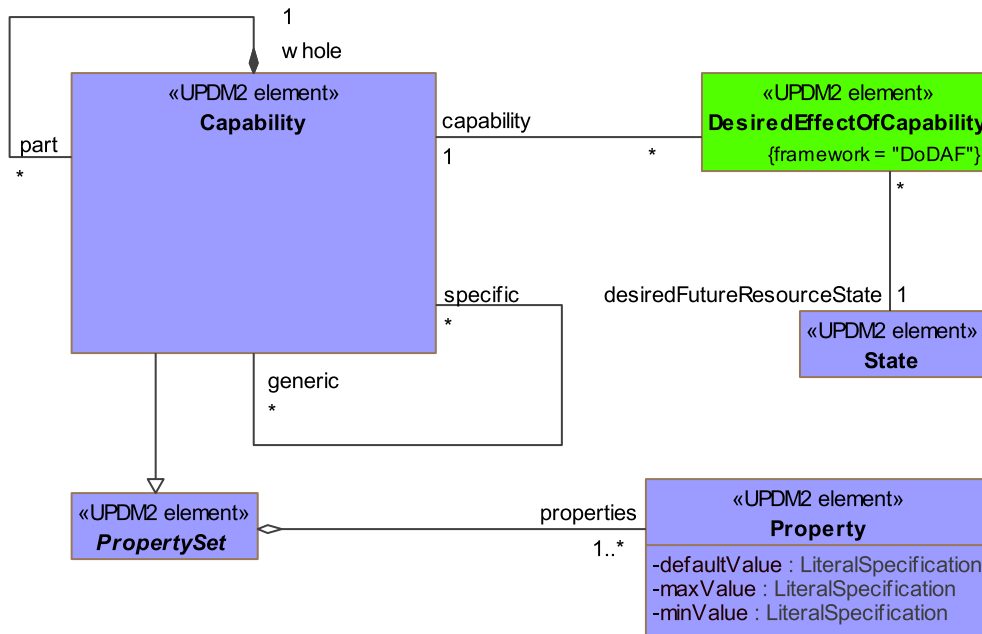 1
w hole
«UPDM2 element»
Capability
part
*
capability
1
*
«UPDM2 element»
DesiredEffectOfCapability
{framework = "DoDAF"}
*
desiredFutureResourceState
1
«UPDM2 element»
State
specific
*
generic
*
«UPDM2 element»
PropertySet
properties
1..*
«UPDM2 element»
Property
-defaultValue : LiteralSpecification
-maxValue : LiteralSpecification
-minValue : LiteralSpecification